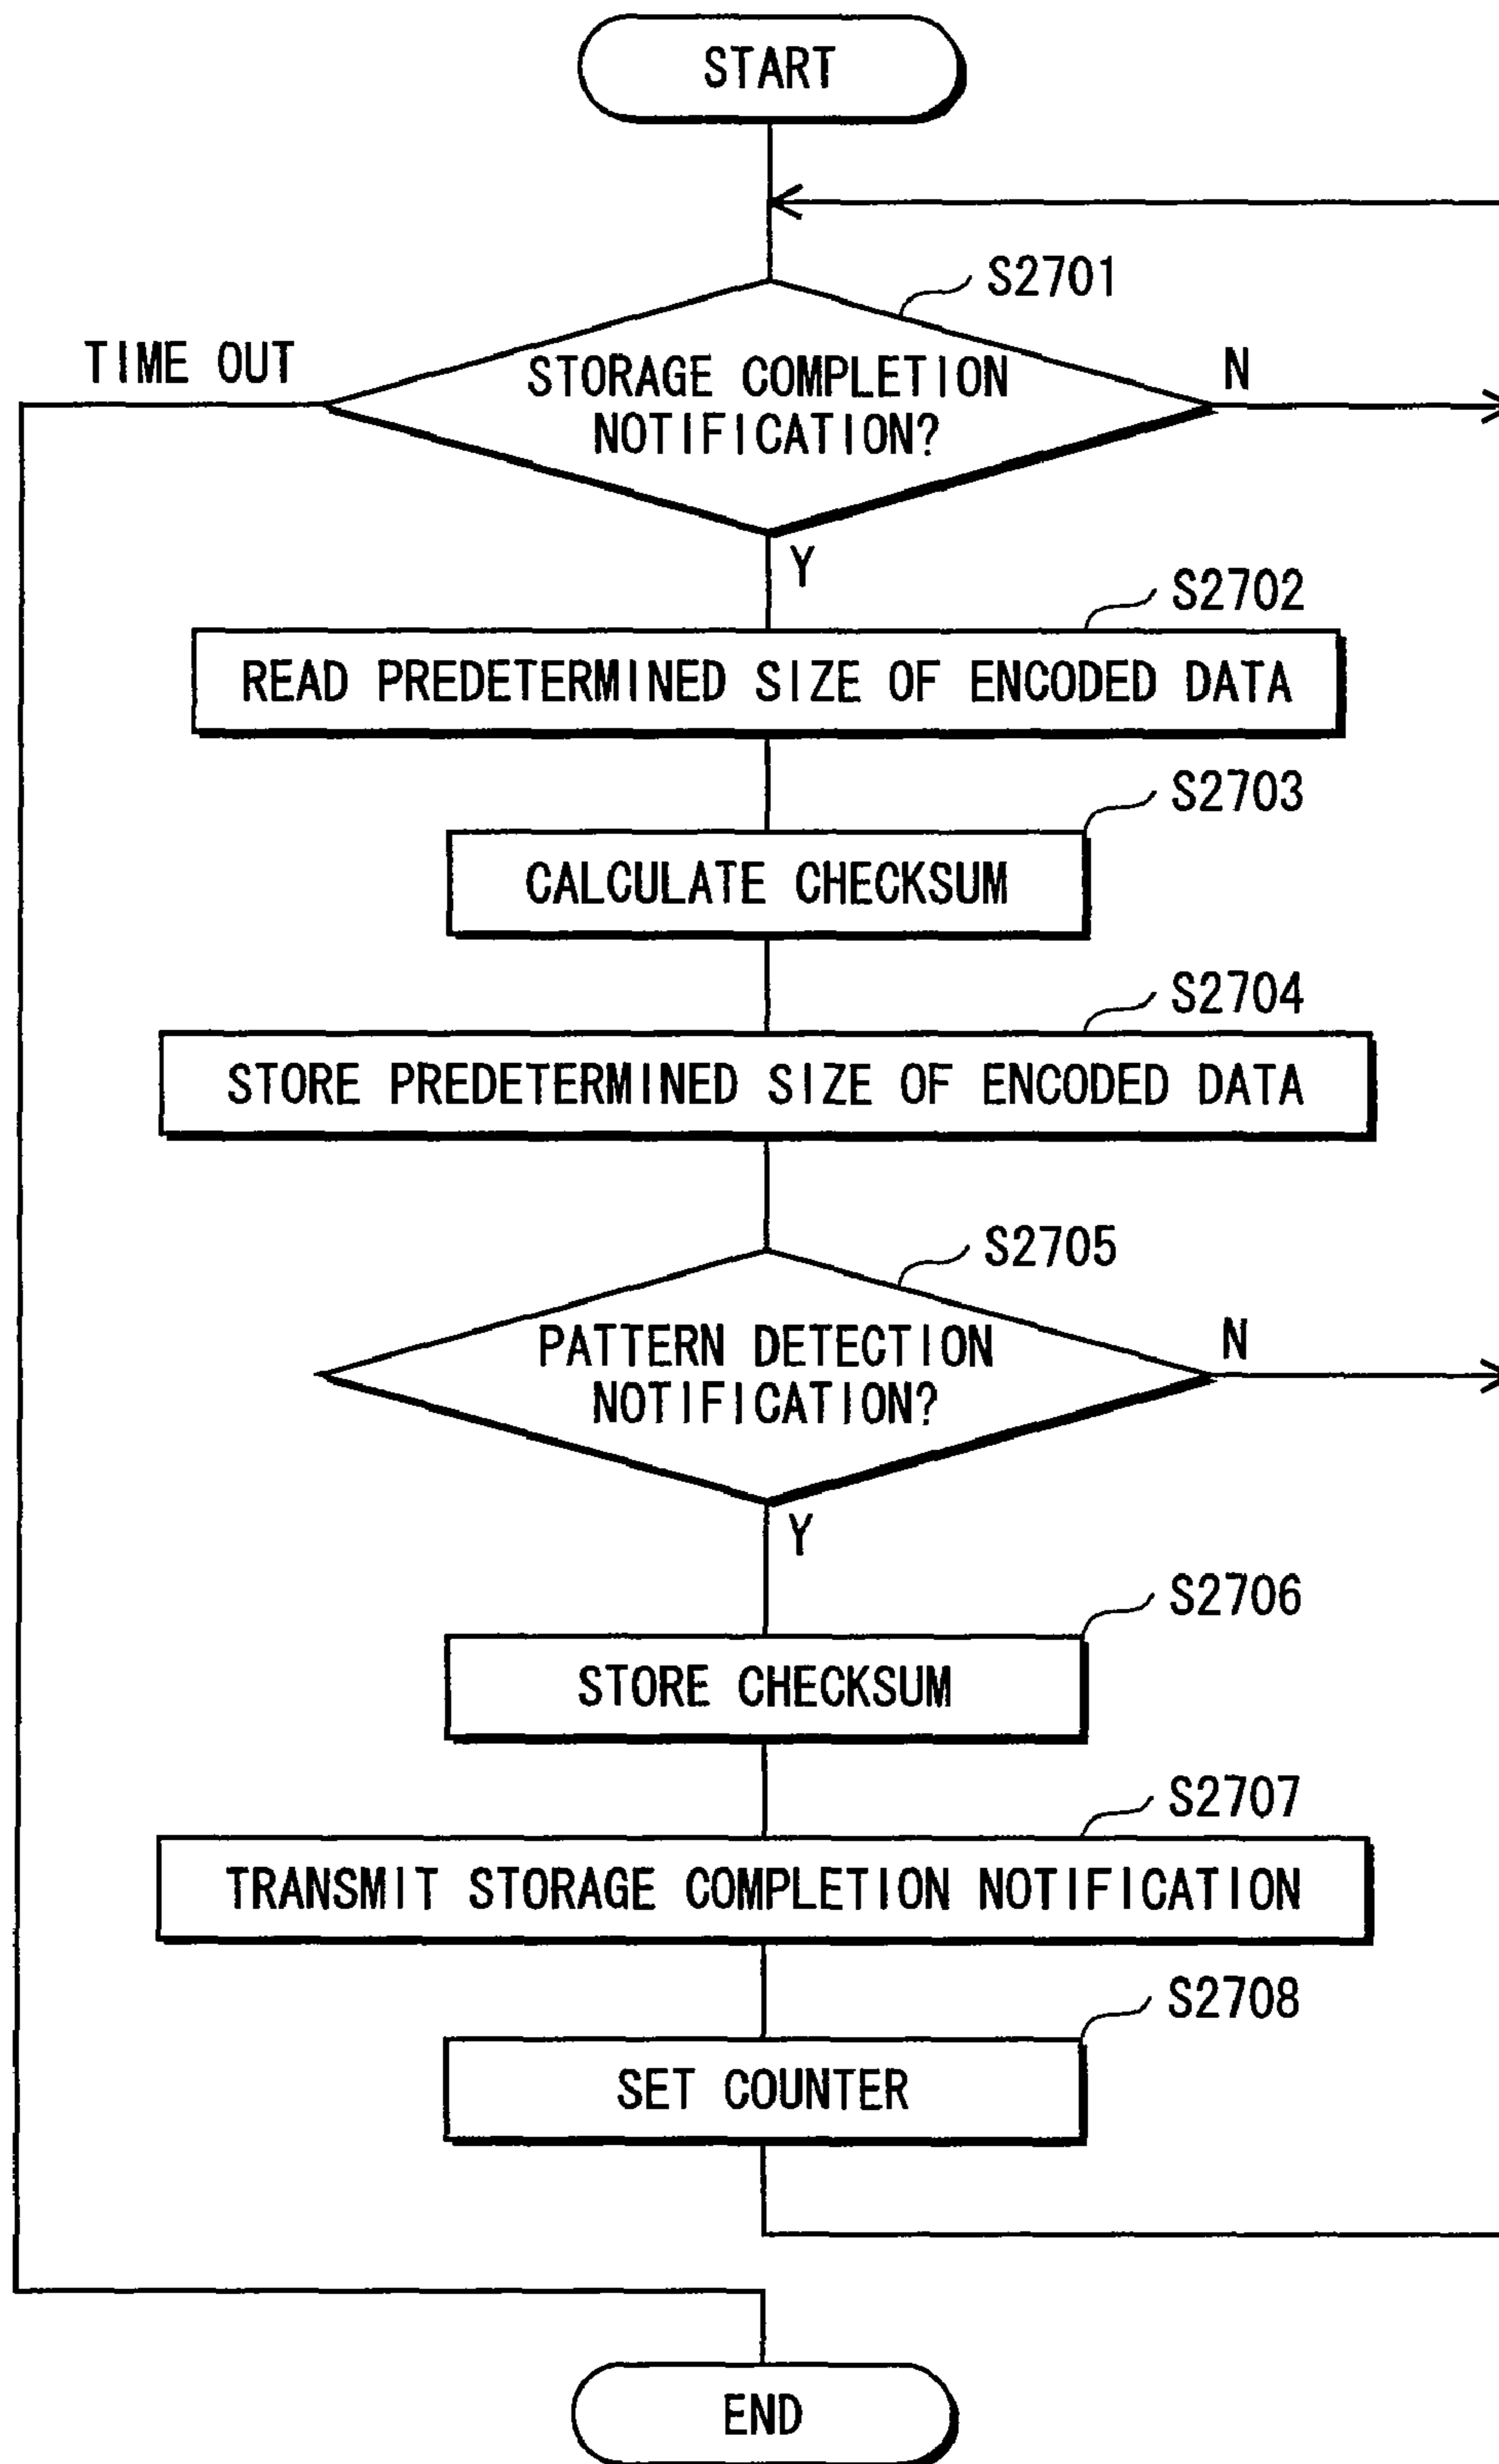 START
S2701
TIME OUT
STORAGE COMPLETION
NOTIFICATION?
N
Y
S2702
READ PREDETERMINED SIZE OF ENCODED DATA
S2703
CALCULATE CHECKSUM
S2704
STORE PREDETERMINED SIZE OF ENCODED DATA
S2705
PATTERN DETECTION
NOTIFICATION?
N
Y
S2706
STORE CHECKSUM
S2707
TRANSMIT STORAGE COMPLETION NOTIFICATION
S2708
SET COUNTER
END